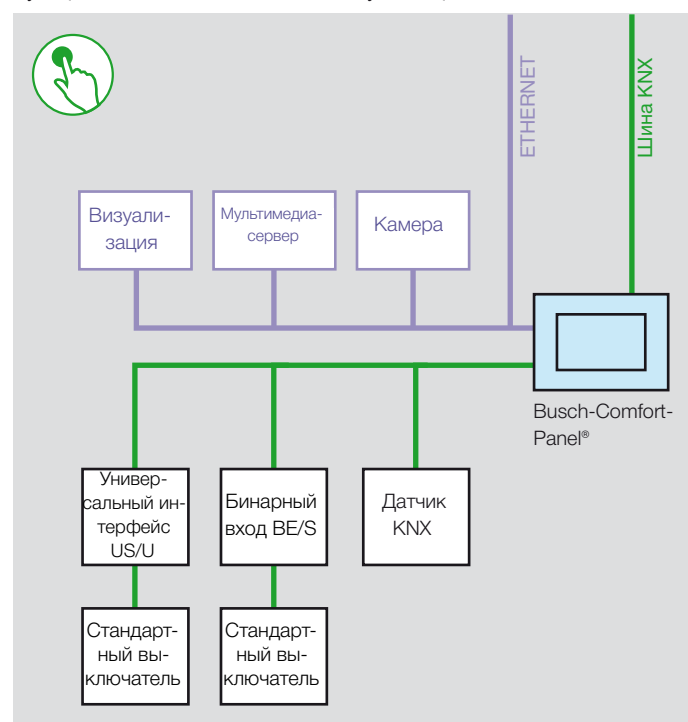 ETHERNET
Шина KNX
Визуали-
зация
Мультимедиа-
сервер
Камера
Busch-Comfort-
Panel®
Универ-
сальный ин-
терфейс
US/U
Бинарный
вход BE/S
Датчик
KNX
Стандарт-
ный вы-
ключатель
Стандарт-
ный вы-
ключатель